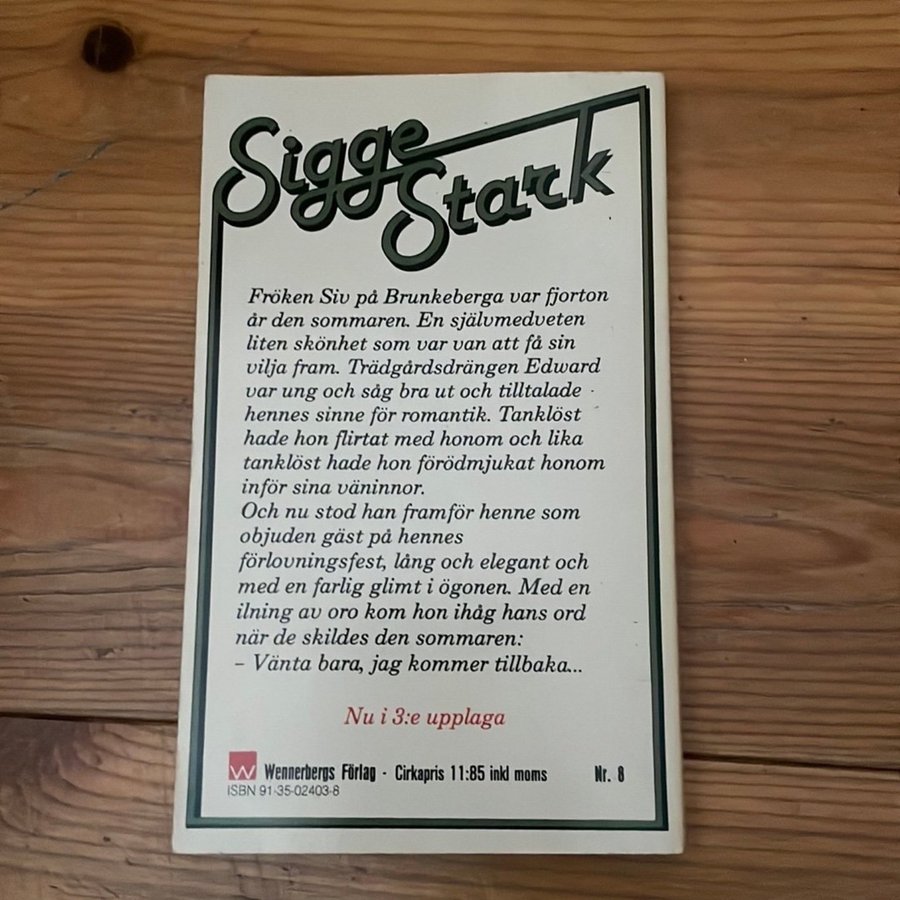 Sigge
Stark
Fröken Siv på Brunkeberga var fjorton
år den sommaren. En självmedveten
liten skönhet som var van att få sin
vilja fram. Trädgårdsdrängen Edward
var ung och såg bra ut och tilltalade
hennes sinne för romantik. Tanklöst
hade hon flirtat med honom och lika
tanklöst hade hon förödmjukat honom
inför sina väninnor.
Och nu stod han framför henne som
objuden gäst på hennes
förlovningsfest, lång och elegant och
med en farlig glimt i ögonen. Med en
ilning av oro kom hon ihåg hans ord
när de skildes den sommaren:
– Vänta bara, jag kommer tillbaka...
Nu i 3:e upplaga
W Wennerbergs Förlag · Cirkapris 11:85 inkl moms Nr. 8
ISBN 91-35-02403-8